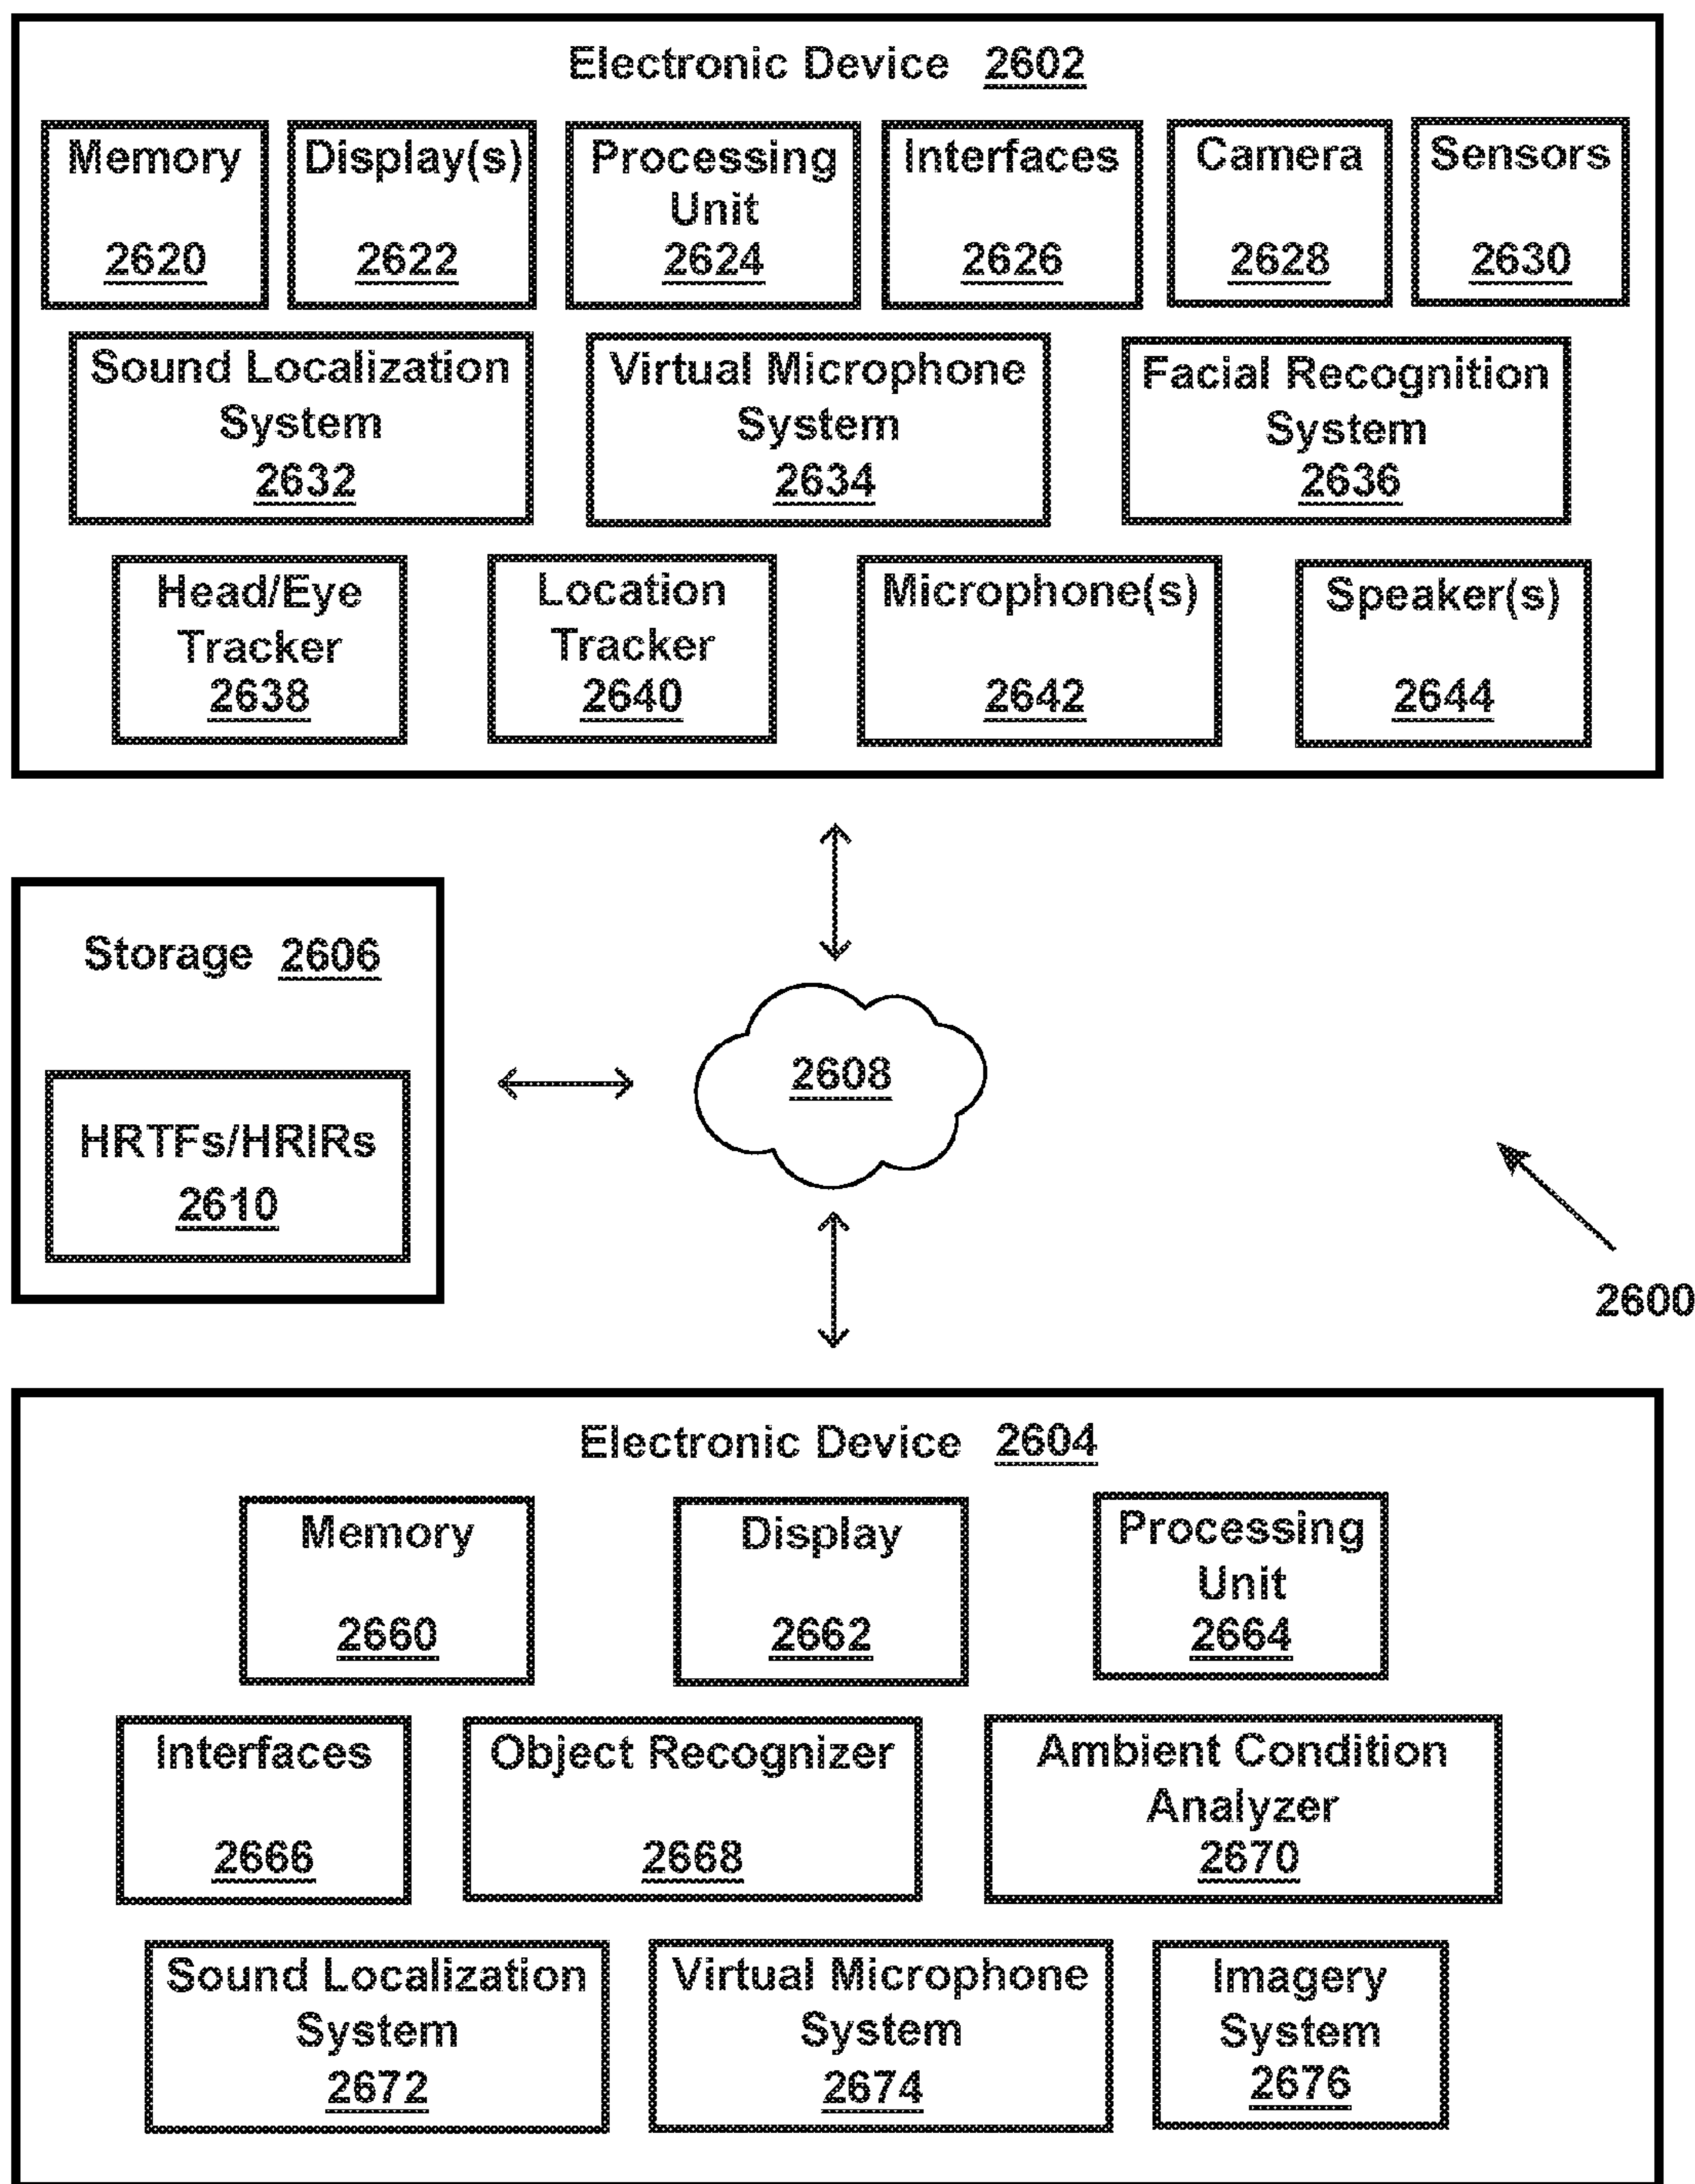 Electronic Device 2602
Memory
2620
Display(s)
2622
Processing
Unit
2624
Interfaces
2626
Camera
2628
Sensors
2630
Sound Localization
System
2632
Virtual Microphone
System
2634
Facial Recognition
System
2636
Head/Eye
Tracker
2638
Location
Tracker
2640
Microphone(s)
2642
Speaker(s)
2644
Storage 2606
HRTFs/HRIRs
2610
2608
2600
Electronic Device 2604
Memory
2660
Display
2662
Processing
Unit
2664
Interfaces
2666
Object Recognizer
2668
Ambient Condition
Analyzer
2670
Sound Localization
System
2672
Virtual Microphone
System
2674
Imagery
System
2676